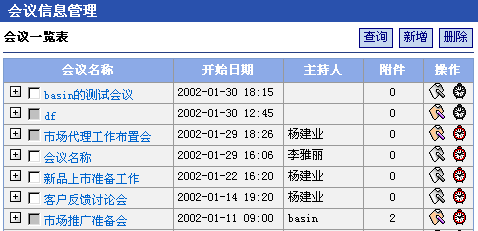 会议信息管理
会议一览表 查询 新增 删除
会议名称 开始日期 主持人 附件 操作
basin的测试会议 2002-01-30 18:15 0
df 2002-01-30 12:45 0
市场代理工作布置会 2002-01-29 18:26 杨建业 0
会议名称 2002-01-29 16:06 李雅丽 0
新品上市准备工作 2002-01-22 16:20 杨建业 0
客户反馈讨论会 2002-01-14 19:20 杨建业 0
市场推广准备会 2002-01-11 09:00 basin 2